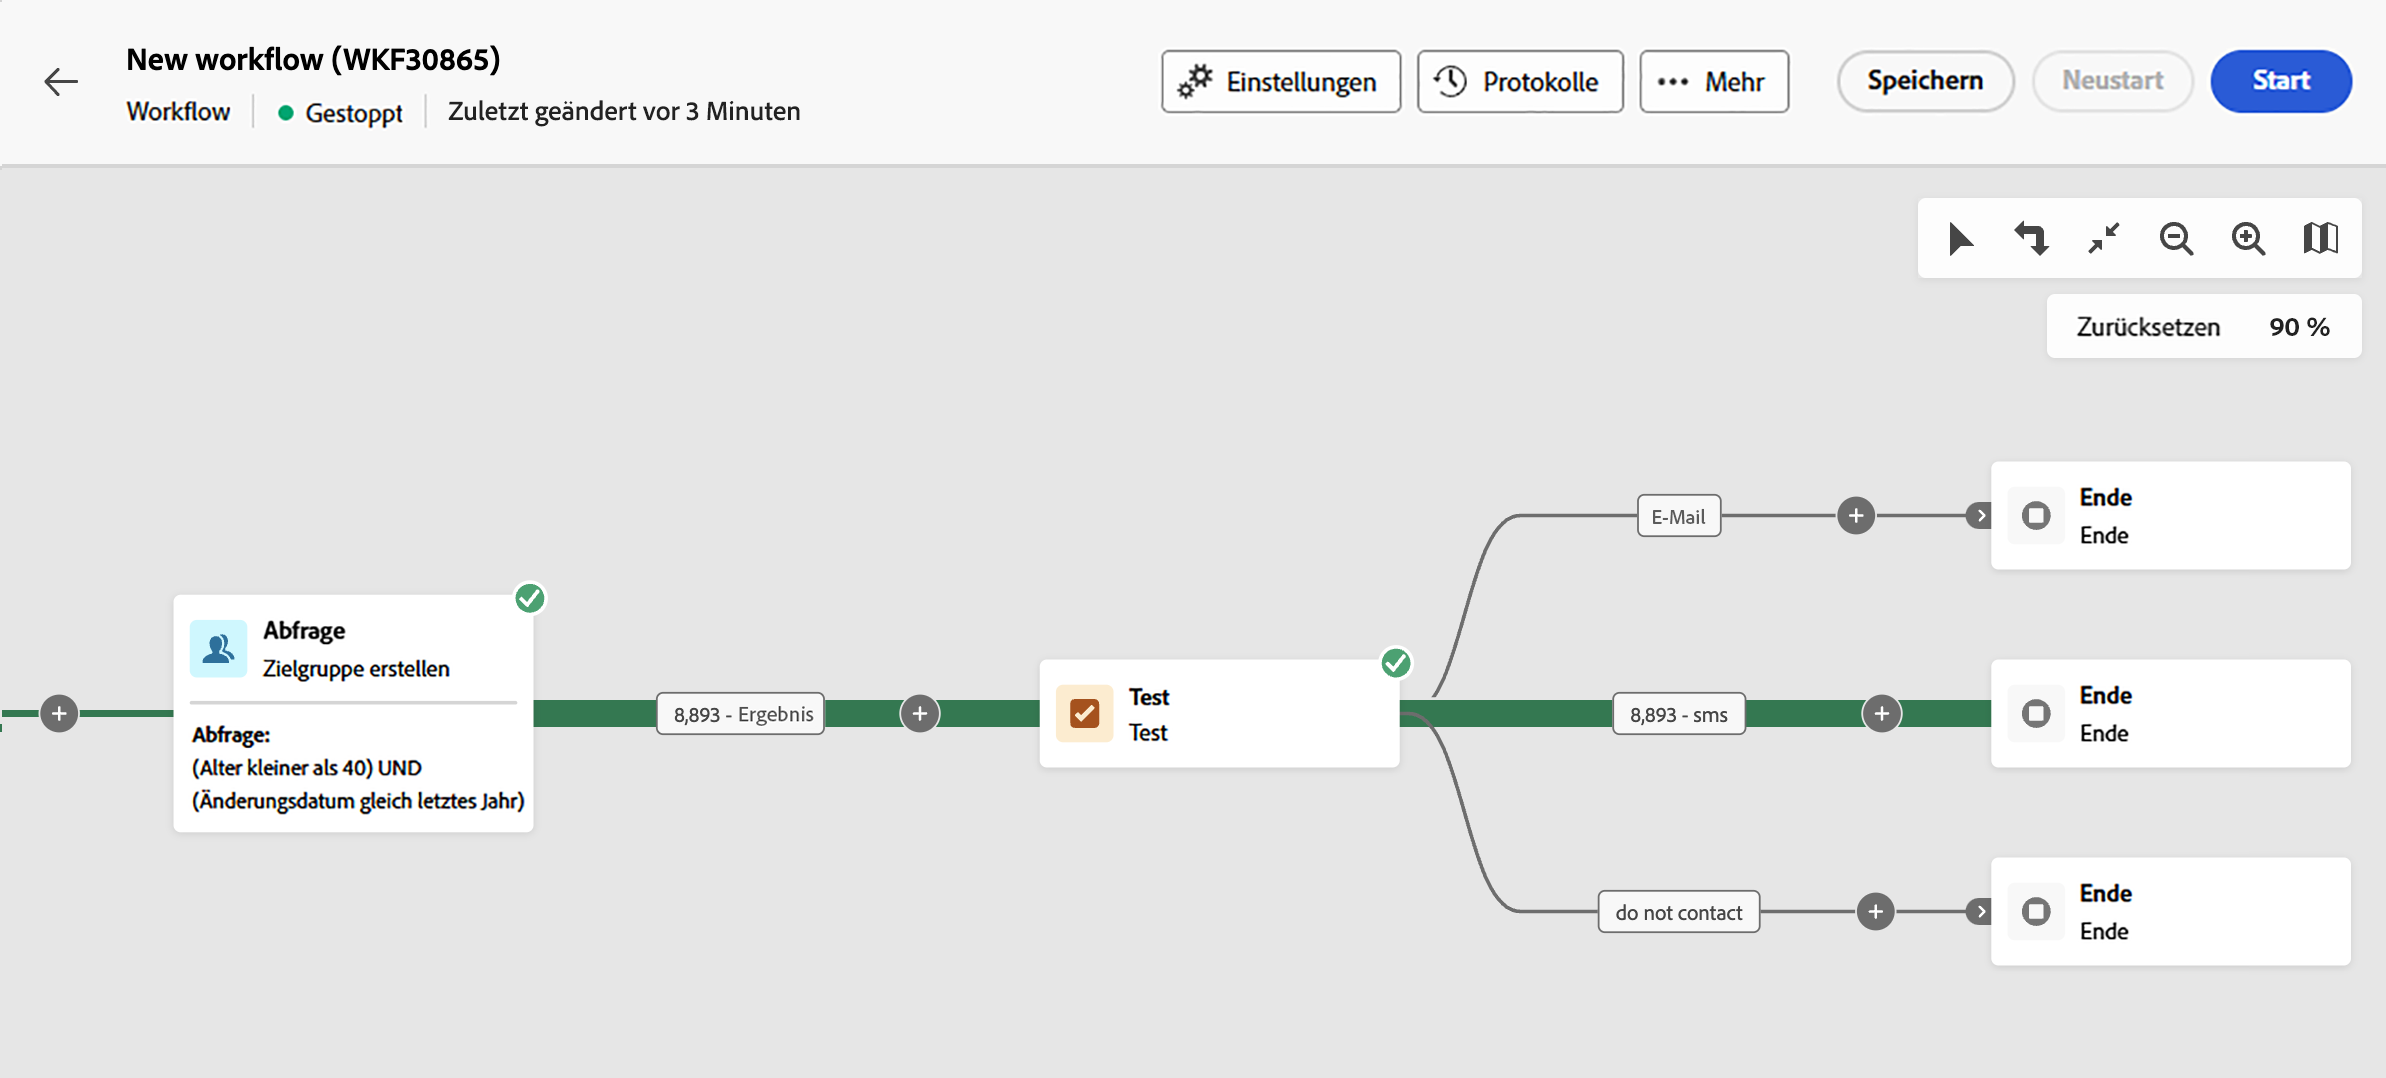 New workflow (WKF30865)
Workflow
Gestoppt
Zuletzt geändert vor 3 Minuten
Einstellungen
Protokolle
Mehr
Speichern
Neustart
Start
Zurücksetzen 90 %
Abfrage
Zielgruppe erstellen
Abfrage:
(Alter kleiner als 40) UND
(Änderungsdatum gleich letztes Jahr)
8,893 - Ergebnis
Test
Test
E-Mail
Ende
Ende
8,893 - sms
Ende
Ende
do not contact
Ende
Ende